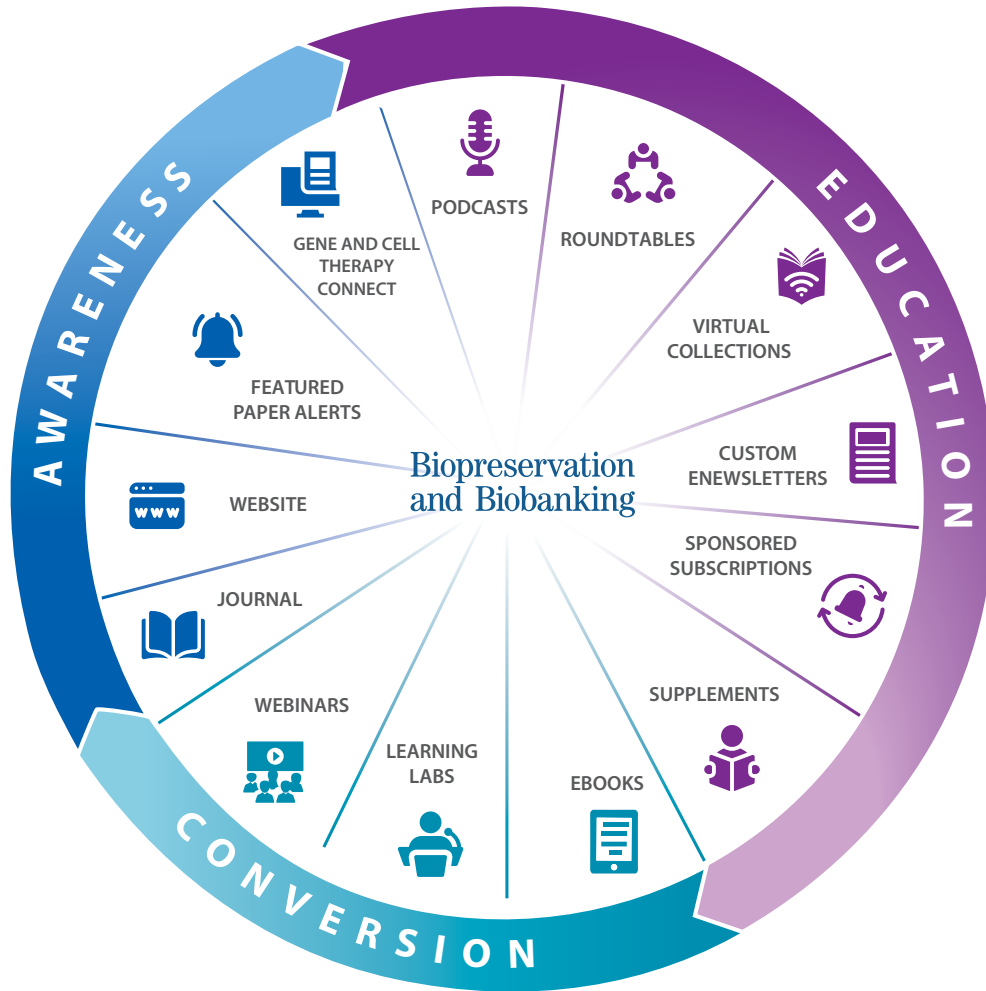 AWARENESS
EDUCATION
CONVERSION
PODCASTS
ROUNDTABLES
VIRTUAL
COLLECTIONS
CUSTOM
ENEWSLETTERS
SPONSORED
SUBSCRIPTIONS
SUPPLEMENTS
EBOOKS
LEARNING
LABS
WEBINARS
JOURNAL
WEBSITE
www
FEATURED
PAPER ALERTS
GENE AND CELL
THERAPY
CONNECT
Biopreservation
and Biobanking